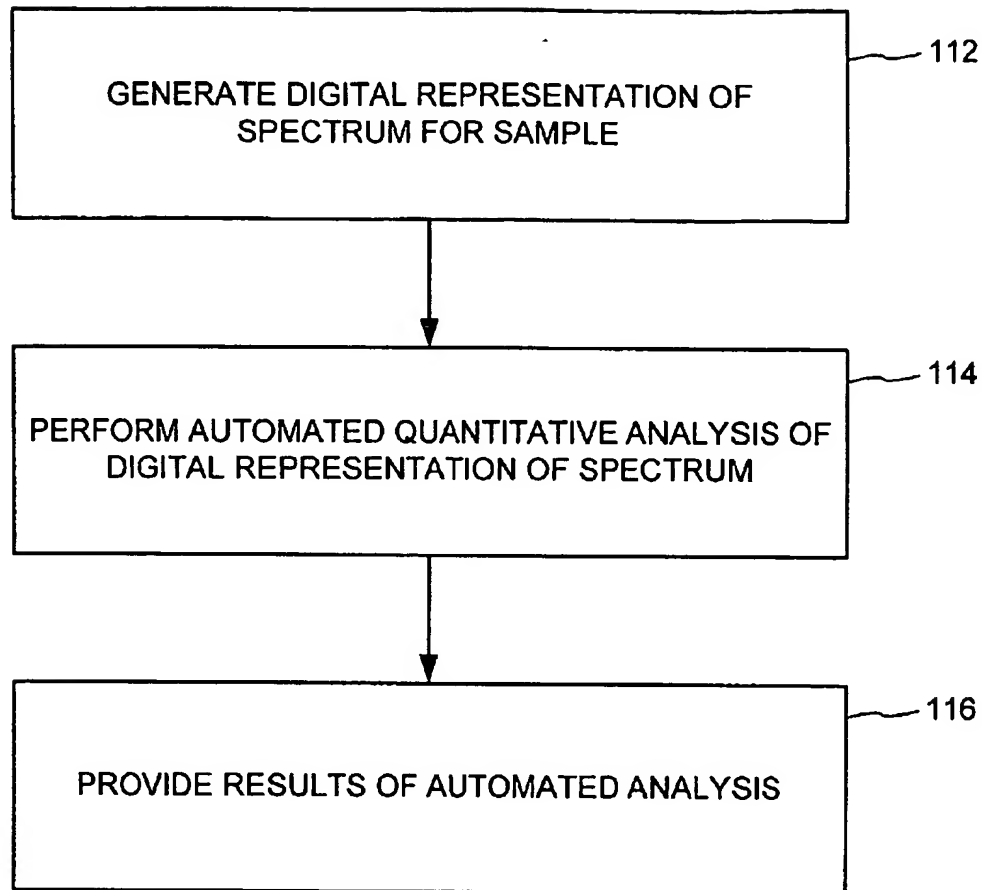 GENERATE DIGITAL REPRESENTATION OF
SPECTRUM FOR SAMPLE
112
PERFORM AUTOMATED QUANTITATIVE ANALYSIS OF
DIGITAL REPRESENTATION OF SPECTRUM
114
PROVIDE RESULTS OF AUTOMATED ANALYSIS
116